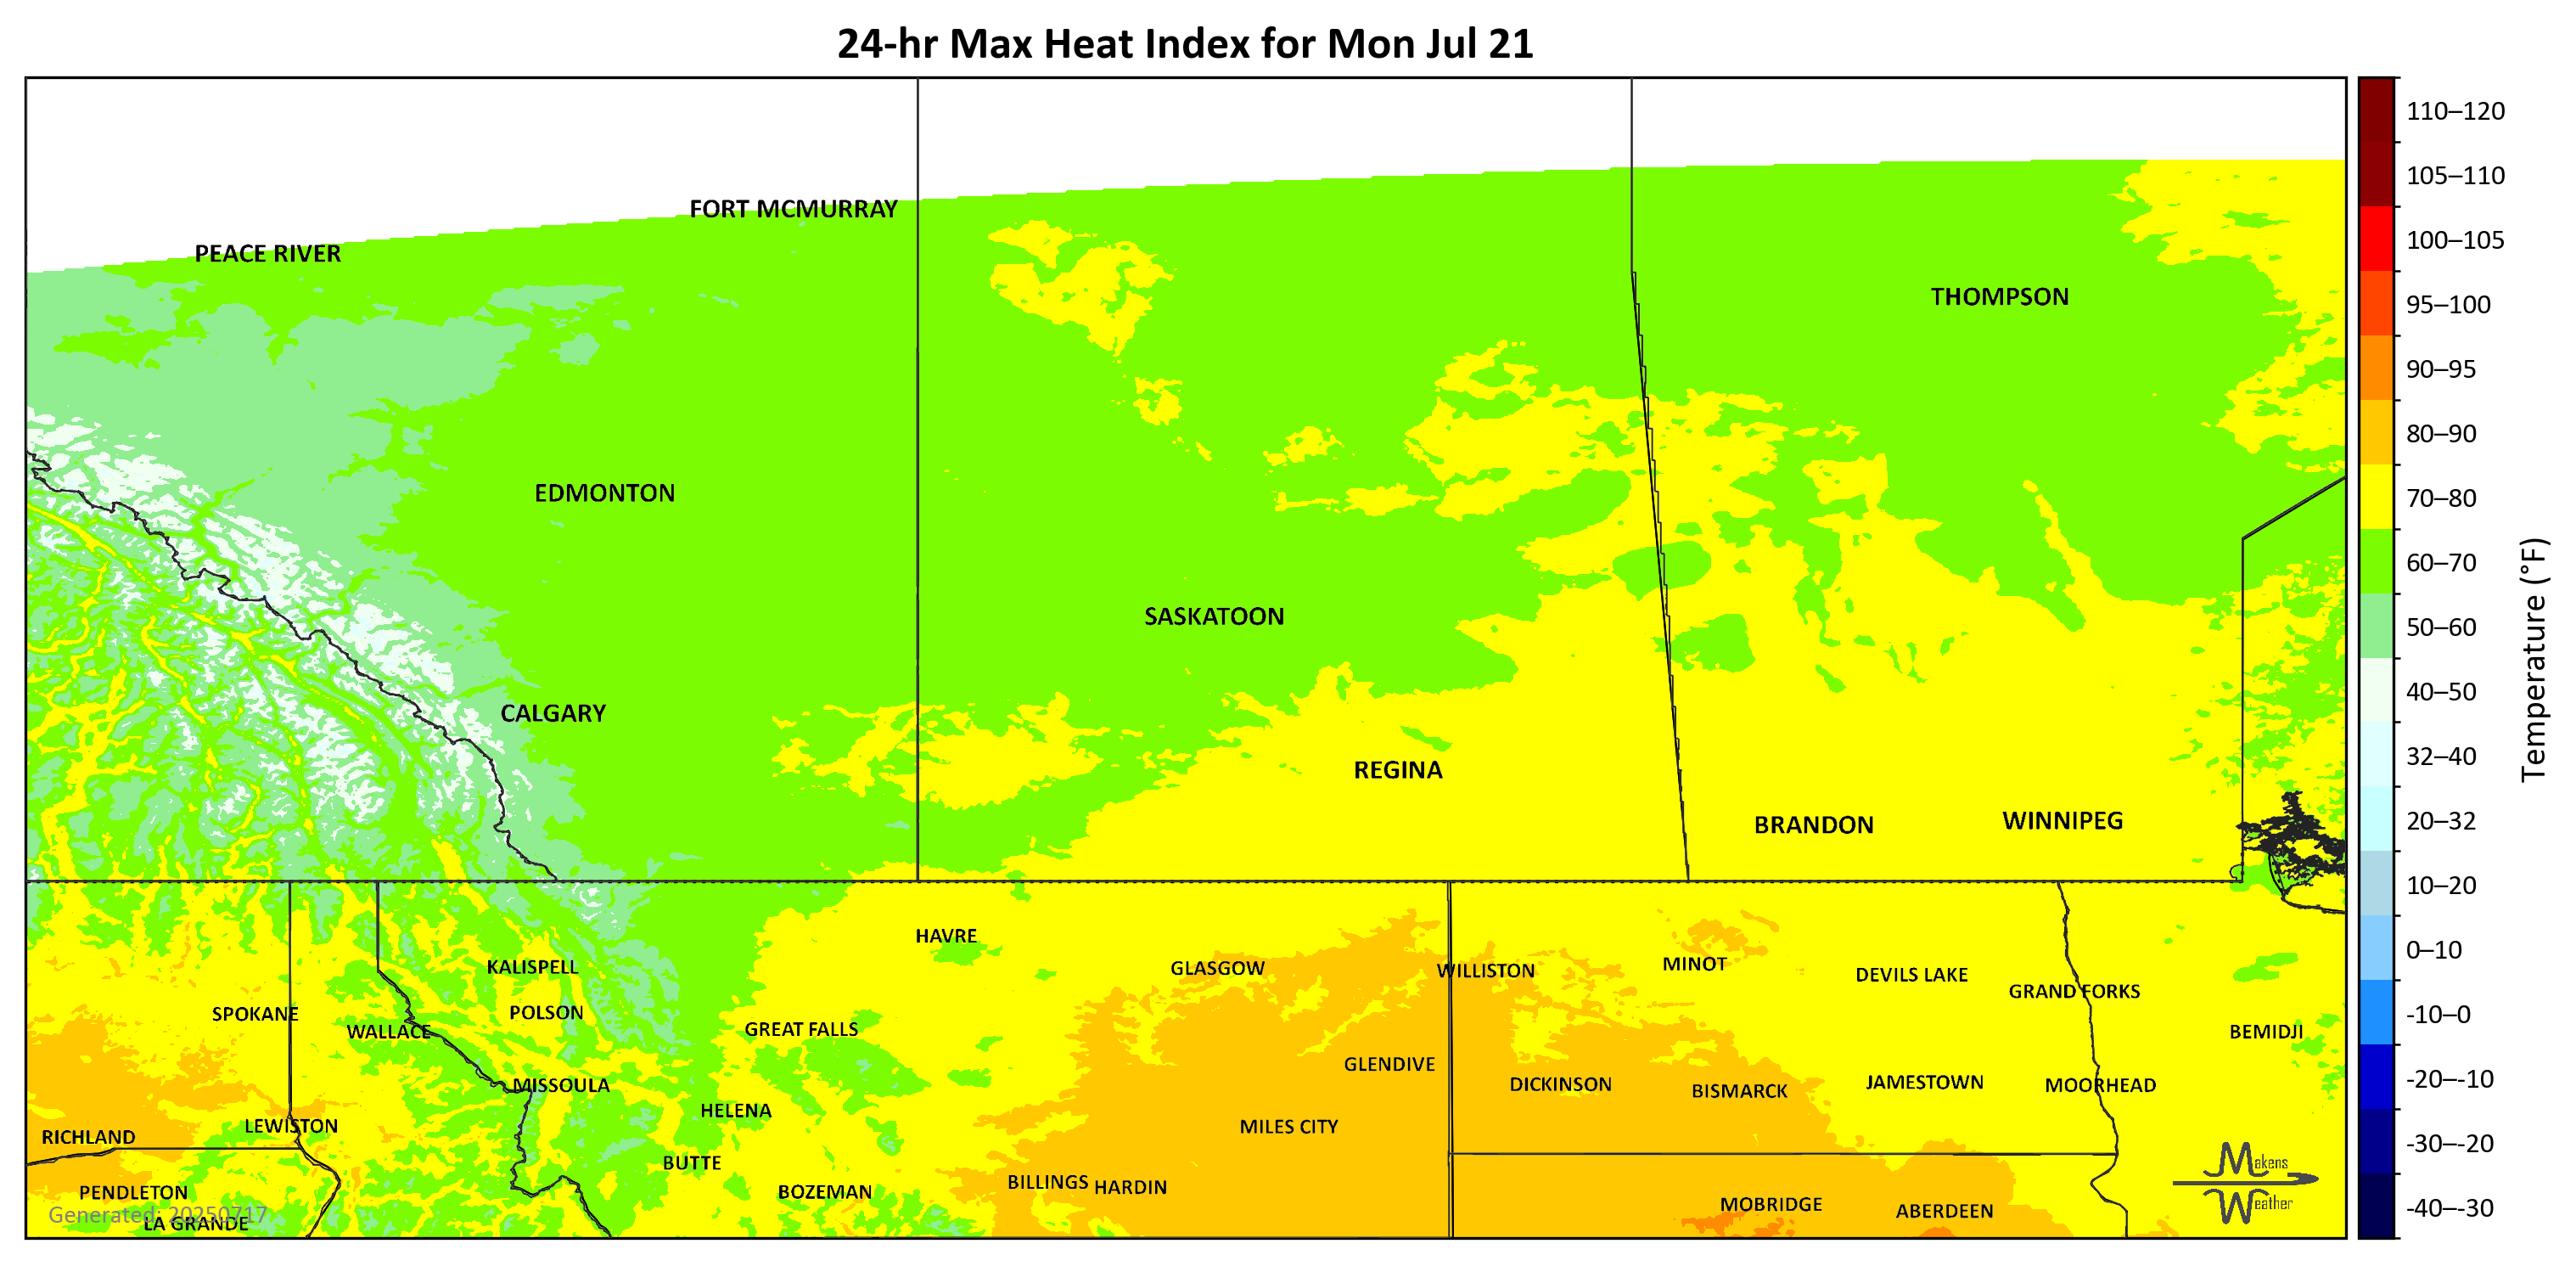 24-hr Max Heat Index for Mon Jul 21
110–120
105–110
100–105
95–100
90–95
80–90
70–80
60–70
50–60
40–50
32–40
20–32
10–20
0–10
-10–0
-20–-10
-30–-20
-40–-30
Temperature (°F)
FORT MCMURRAY
PEACE RIVER
THOMPSON
EDMONTON
SASKATOON
CALGARY
REGINA
BRANDON
WINNIPEG
HAVRE
KALISPELL
GLASGOW
WILLISTON
MINOT
DEVILS LAKE
GRAND FORKS
SPOKANE
POLSON
WALLACE
GREAT FALLS
BEMIDJI
GLENDIVE
MISSOULA
DICKINSON
BISMARCK
JAMESTOWN
MOORHEAD
HELENA
LEWISTON
MILES CITY
RICHLAND
BUTTE
BILLINGS
HARDIN
PENDLETON
BOZEMAN
MOBRIDGE
ABERDEEN
Generated: 20250717
LA GRANDE
Makens
Weather